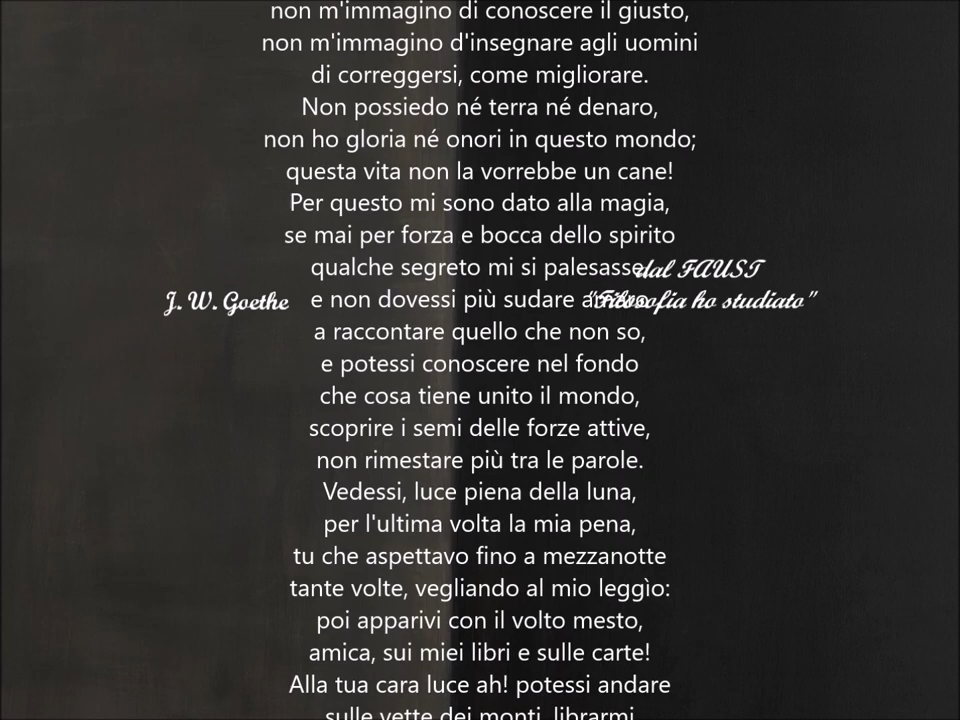 non m'immagino di conoscere il giusto,
non m'immagino d'insegnare agli uomini
di correggersi, come migliorare.
Non possiedo né terra né denaro,
non ho gloria né onori in questo mondo;
questa vita non la vorrebbe un cane!
Per questo mi sono dato alla magia,
se mai per forza e bocca dello spirito
qualche segreto mi si palesasse
dal FAUST
J. W. Goethe
e non dovessi più sudare
"Filosofia ho studiato"
a raccontare quello che non so,
e potessi conoscere nel fondo
che cosa tiene unito il mondo,
scoprire i semi delle forze attive,
non rimestare più tra le parole.
Vedessi, luce piena della luna,
per l'ultima volta la mia pena,
tu che aspettavo fino a mezzanotte
tante volte, vegliando al mio leggìo:
poi apparivi con il volto mesto,
amica, sui miei libri e sulle carte!
Alla tua cara luce ah! potessi andare
sulle vette dei monti, librarmi